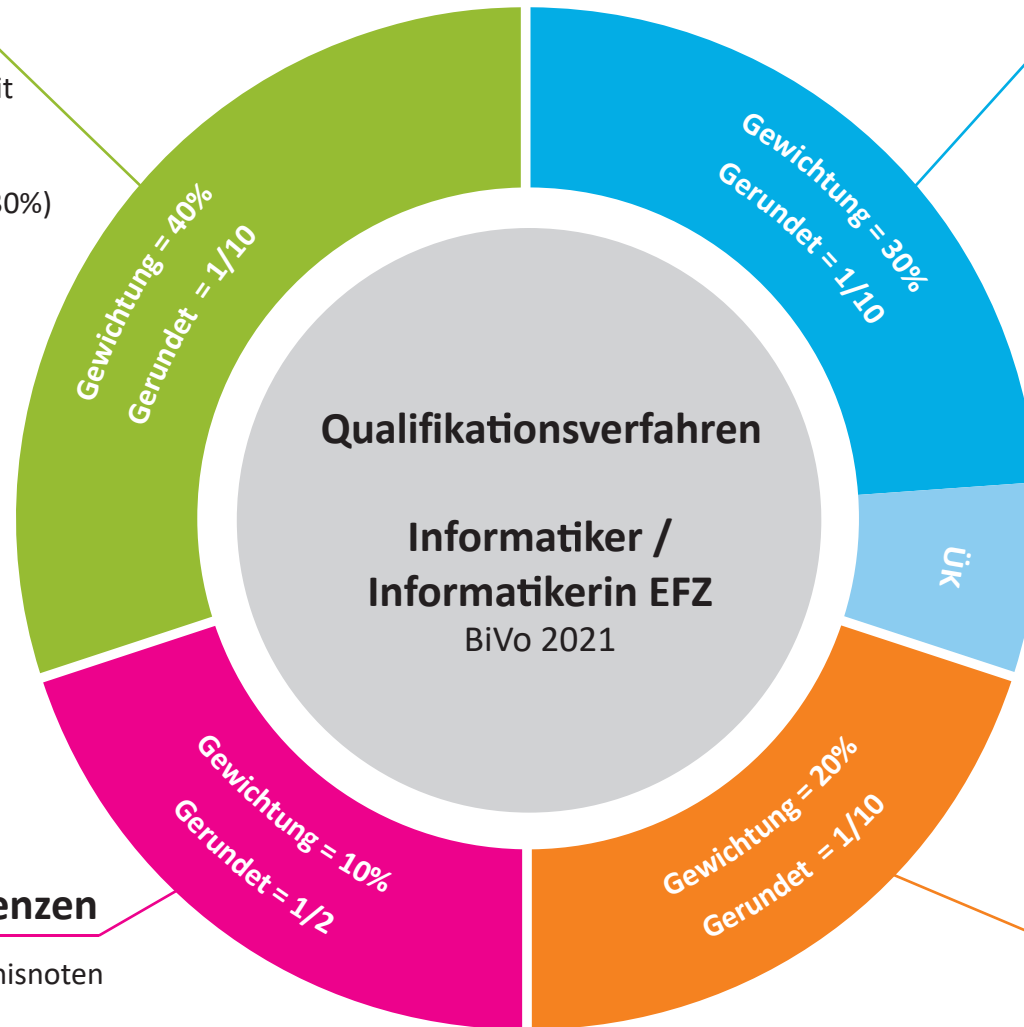 it
30%)
Gewichtung = 40%
Gerundet = 1/10
Gewichtung = 30%
Gerundet = 1/10
ÜK
Qualifikationsverfahren
Informatiker /
Informatikerin EFZ
BiVo 2021
Gewichtung = 10%
Gerundet = 1/2
Gewichtung = 20%
Gerundet = 1/10
enzen
nisnoten